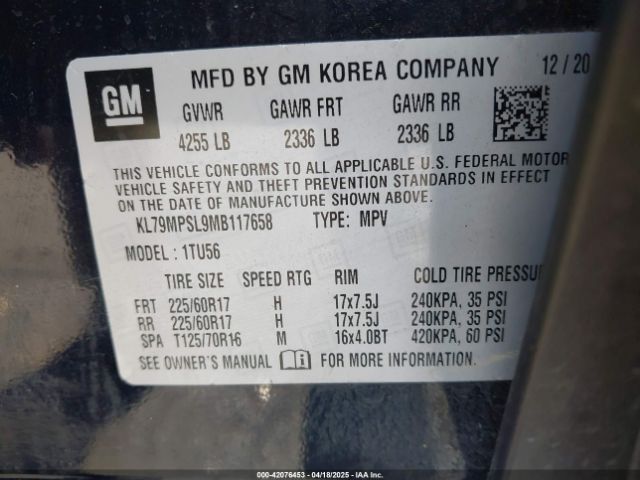 GM
MFD BY GM KOREA COMPANY 12/20
GVWR GAWR FRT GAWR RR
4255 LB 2336 LB 2336 LB
THIS VEHICLE CONFORMS TO ALL APPLICABLE U.S. FEDERAL MOTOR
VEHICLE SAFETY AND THEFT PREVENTION STANDARDS IN EFFECT
ON THE DATE OF MANUFACTURE SHOWN ABOVE.
KL79MPSL9MB117658 TYPE: MPV
MODEL: 1TU56
TIRE SIZE SPEED RTG RIM COLD TIRE PRESSU
FRT 225/60R17 H 17x7.5J 240KPA, 35 PSI
RR 225/60R17 H 17x7.5J 240KPA, 35 PSI
SPA T125/70R16 M 16x4.0BT 420KPA, 60 PSI
SEE OWNER'S MANUAL FOR MORE INFORMATION.
000-42076453 - 04/18/2025 - IAAI.COM